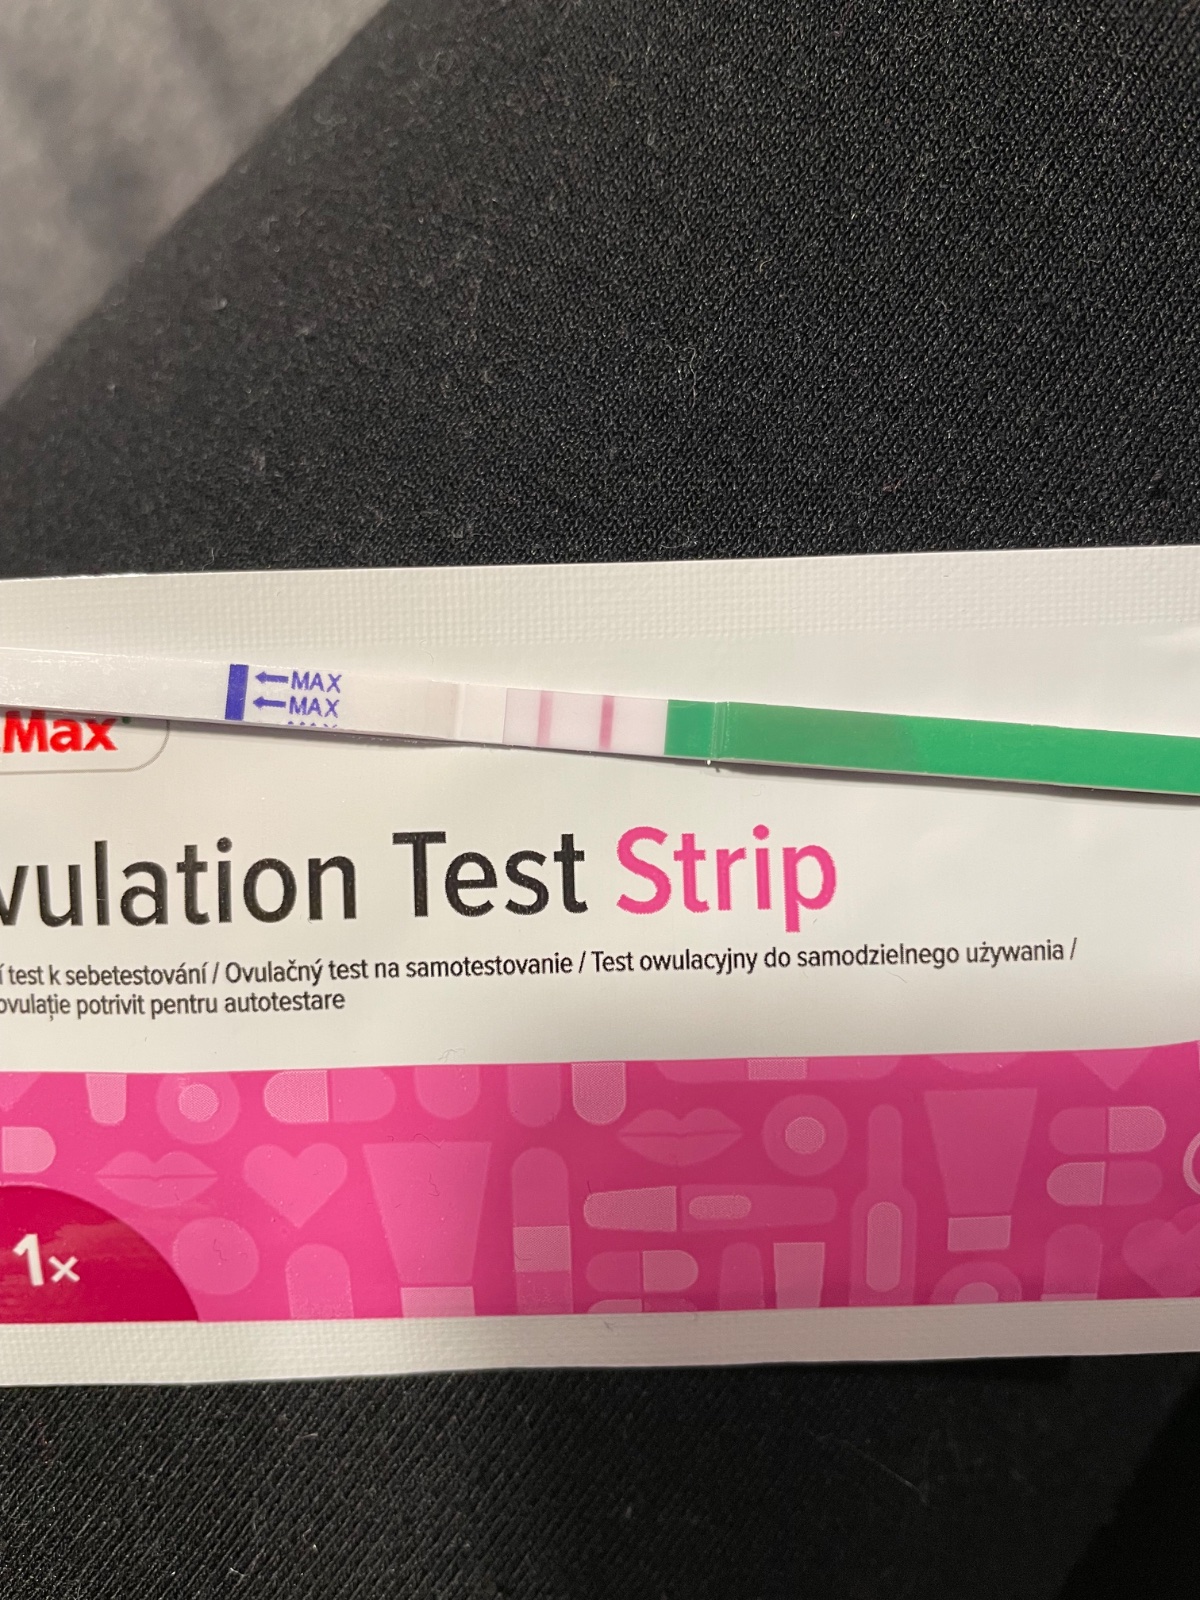 ←MAX
←MAX
Max
vulation Test Strip
í test k sebetestování / Ovulačný test na samotestovanie / Test owulacyjny do samodzielnego używania /
ovulație potrivit pentru autotestare
1x